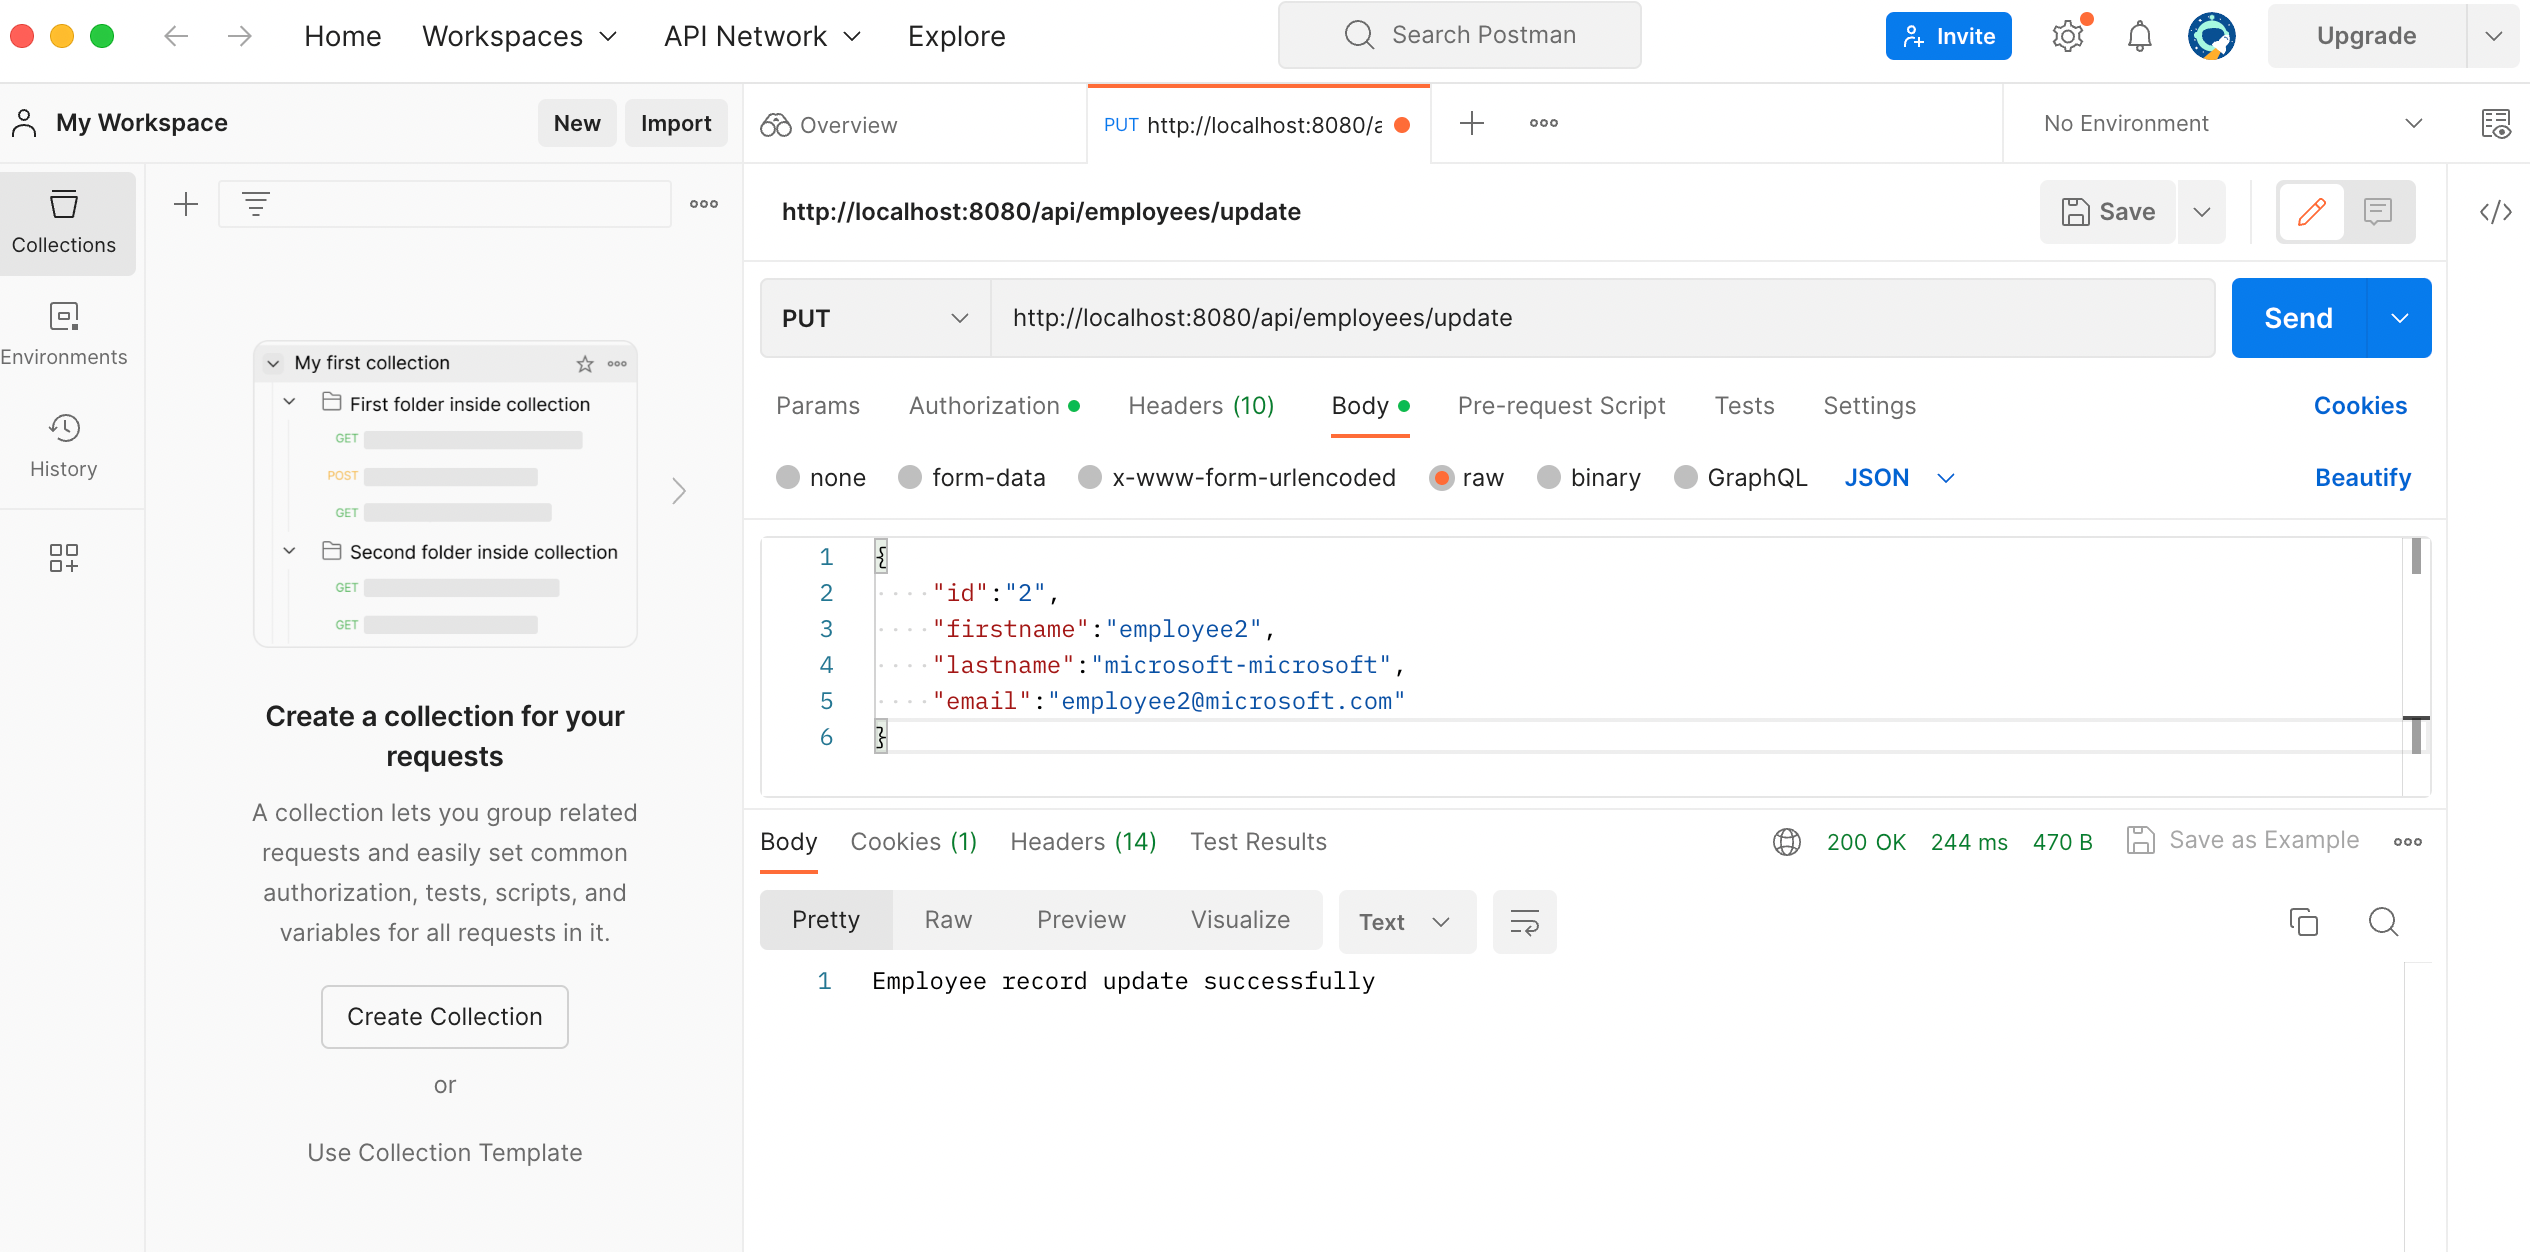 Home Workspaces API Network Explore Search Postman Invite Upgrade
My Workspace New Import Overview PUT http://localhost:8080/a No Environment
Collections
Environments
History
My first collection
First folder inside collection
GET
POST
GET
Second folder inside collection
GET
GET
Create a collection for your
requests
A collection lets you group related
requests and easily set common
authorization, tests, scripts, and
variables for all requests in it.
Create Collection
or
Use Collection Template
http://localhost:8080/api/employees/update Save
PUT http://localhost:8080/api/employees/update Send
Params Authorization Headers (10) Body Pre-request Script Tests Settings Cookies
none form-data x-www-form-urlencoded raw binary GraphQL JSON Beautify
1 {
2 "id":"2",
3 "firstname":"employee2",
4 "lastname":"microsoft-microsoft",
5 "email":"employee2@microsoft.com"
6 }
Body Cookies (1) Headers (14) Test Results 200 OK 244 ms 470 B Save as Example
Pretty Raw Preview Visualize Text
1 Employee record update successfully